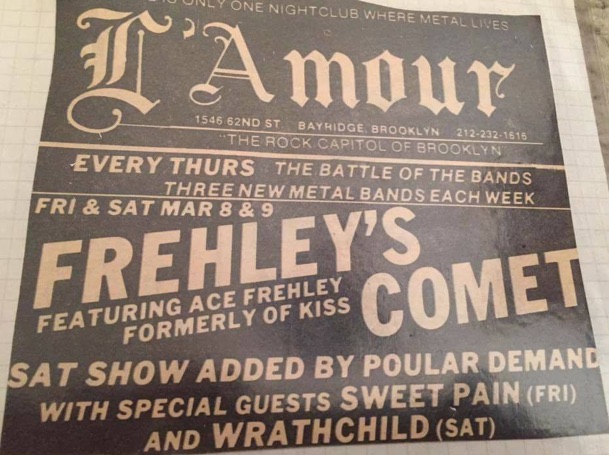 IS ONLY ONE NIGHTCLUB WHERE METAL LIVES
L'Amour
1546 62ND ST. BAYRIDGE, BROOKLYN 212-232-1616
"THE ROCK CAPITOL OF BROOKLYN"
EVERY THURS THE BATTLE OF THE BANDS
THREE NEW METAL BANDS EACH WEEK
FRI & SAT MAR 8 & 9
FREHLEY'S
COMET
FEATURING ACE FREHLEY
FORMERLY OF KISS
SAT SHOW ADDED BY POULAR DEMAND
WITH SPECIAL GUESTS SWEET PAIN (FRI)
AND WRATHCHILD (SAT)